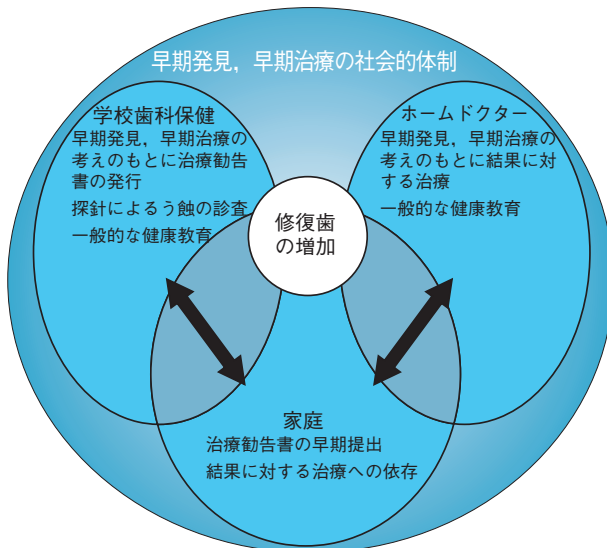 早期発見，早期治療の社会的体制
学校歯科保健
早期発見，早期治療の
考えのもとに治療勧告
書の発行
探針によるう蝕の診査
一般的な健康教育
ホームドクター
早期発見，早期治療の
考えのもとに結果に対
する治療
一般的な健康教育
修復歯
の増加
家庭
治療勧告書の早期提出
結果に対する治療への依存